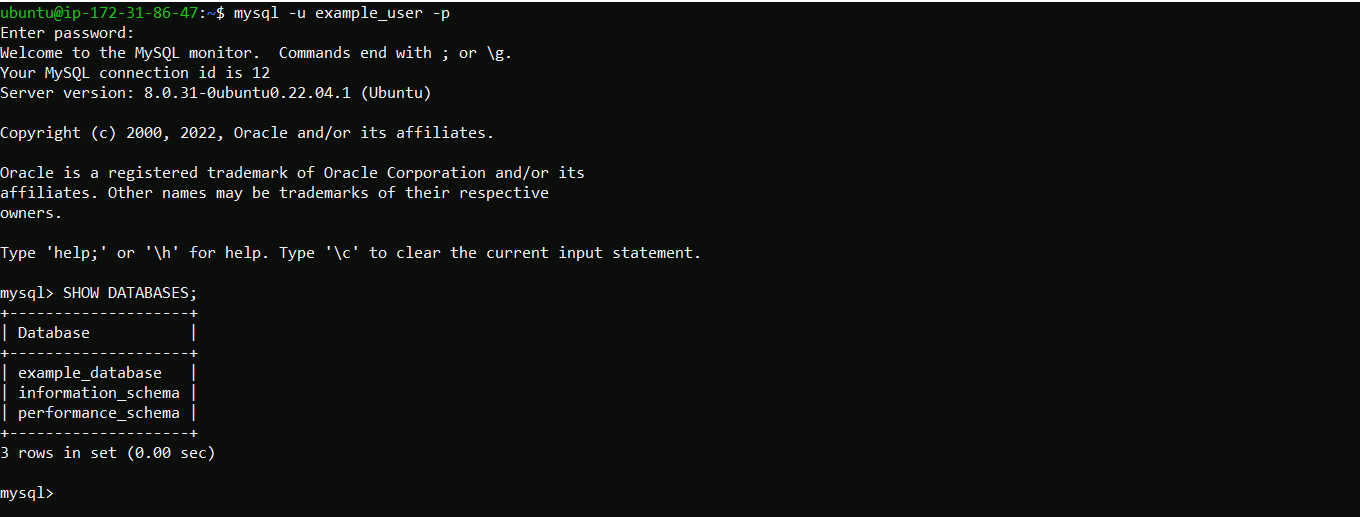 ubuntu@ip-172-31-86-47:~$ mysql -u example_user -p
Enter password:
Welcome to the MySQL monitor.  Commands end with ; or \g.
Your MySQL connection id is 12
Server version: 8.0.31-0ubuntu0.22.04.1 (Ubuntu)

Copyright (c) 2000, 2022, Oracle and/or its affiliates.

Oracle is a registered trademark of Oracle Corporation and/or its
affiliates. Other names may be trademarks of their respective
owners.

Type 'help;' or '\h' for help. Type '\c' to clear the current input statement.

mysql> SHOW DATABASES;
+--------------------+
| Database           |
+--------------------+
| example_database   |
| information_schema |
| performance_schema |
+--------------------+
3 rows in set (0.00 sec)

mysql>